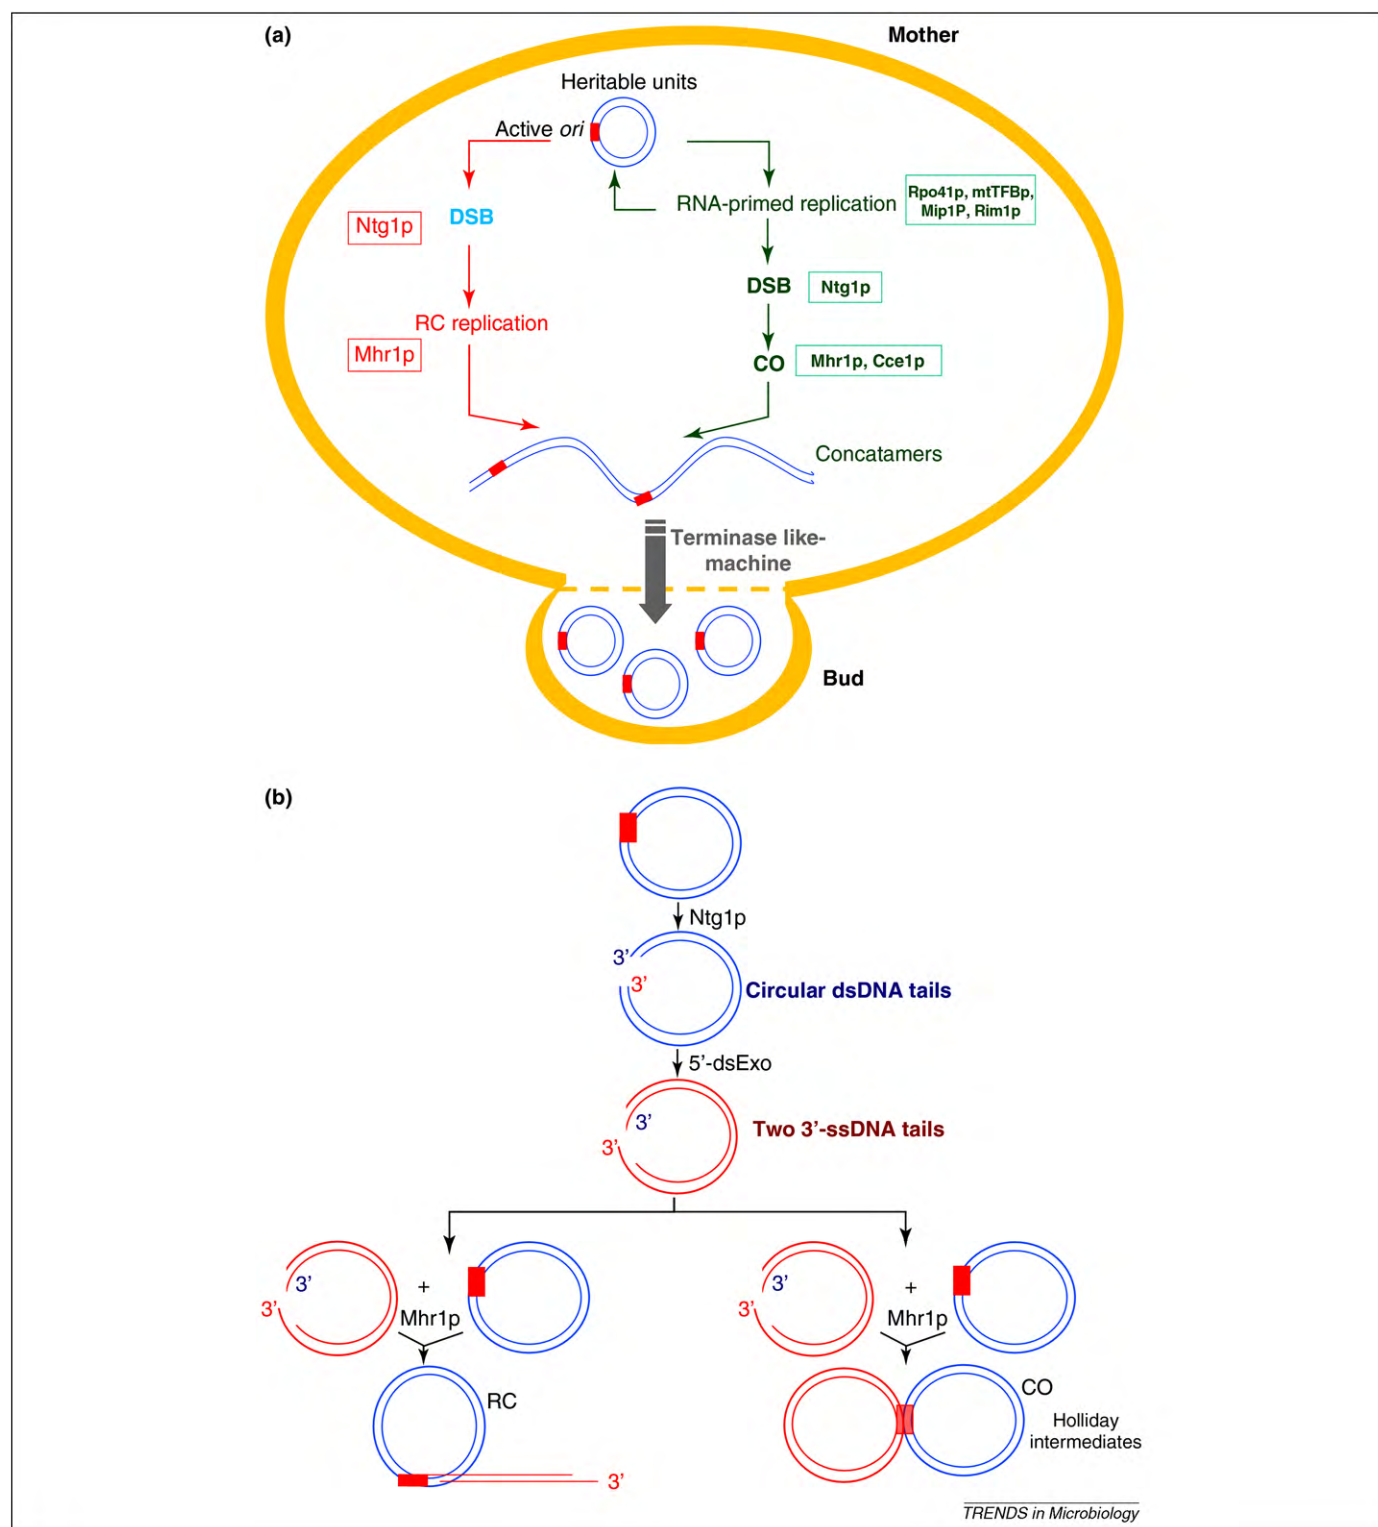 (a)
Mother
Heritable units
Active ori
RNA-primed replication
Rpo41p, mtTFBp,
Mip1P, Rim1p
Ntg1p
DSB
DSB
Ntg1p
RC replication
Mhr1p
CO
Mhr1p, Cce1p
Concatamers
Terminase like-
machine
Bud
(b)
Ntg1p
3’
3’
Circular dsDNA tails
5’-dsExo
3’
3’
Two 3’-ssDNA tails
3’
3’
+
Mhr1p
3’
3’
+
Mhr1p
RC
3’
CO
Holliday
intermediates
TRENDS in Microbiology